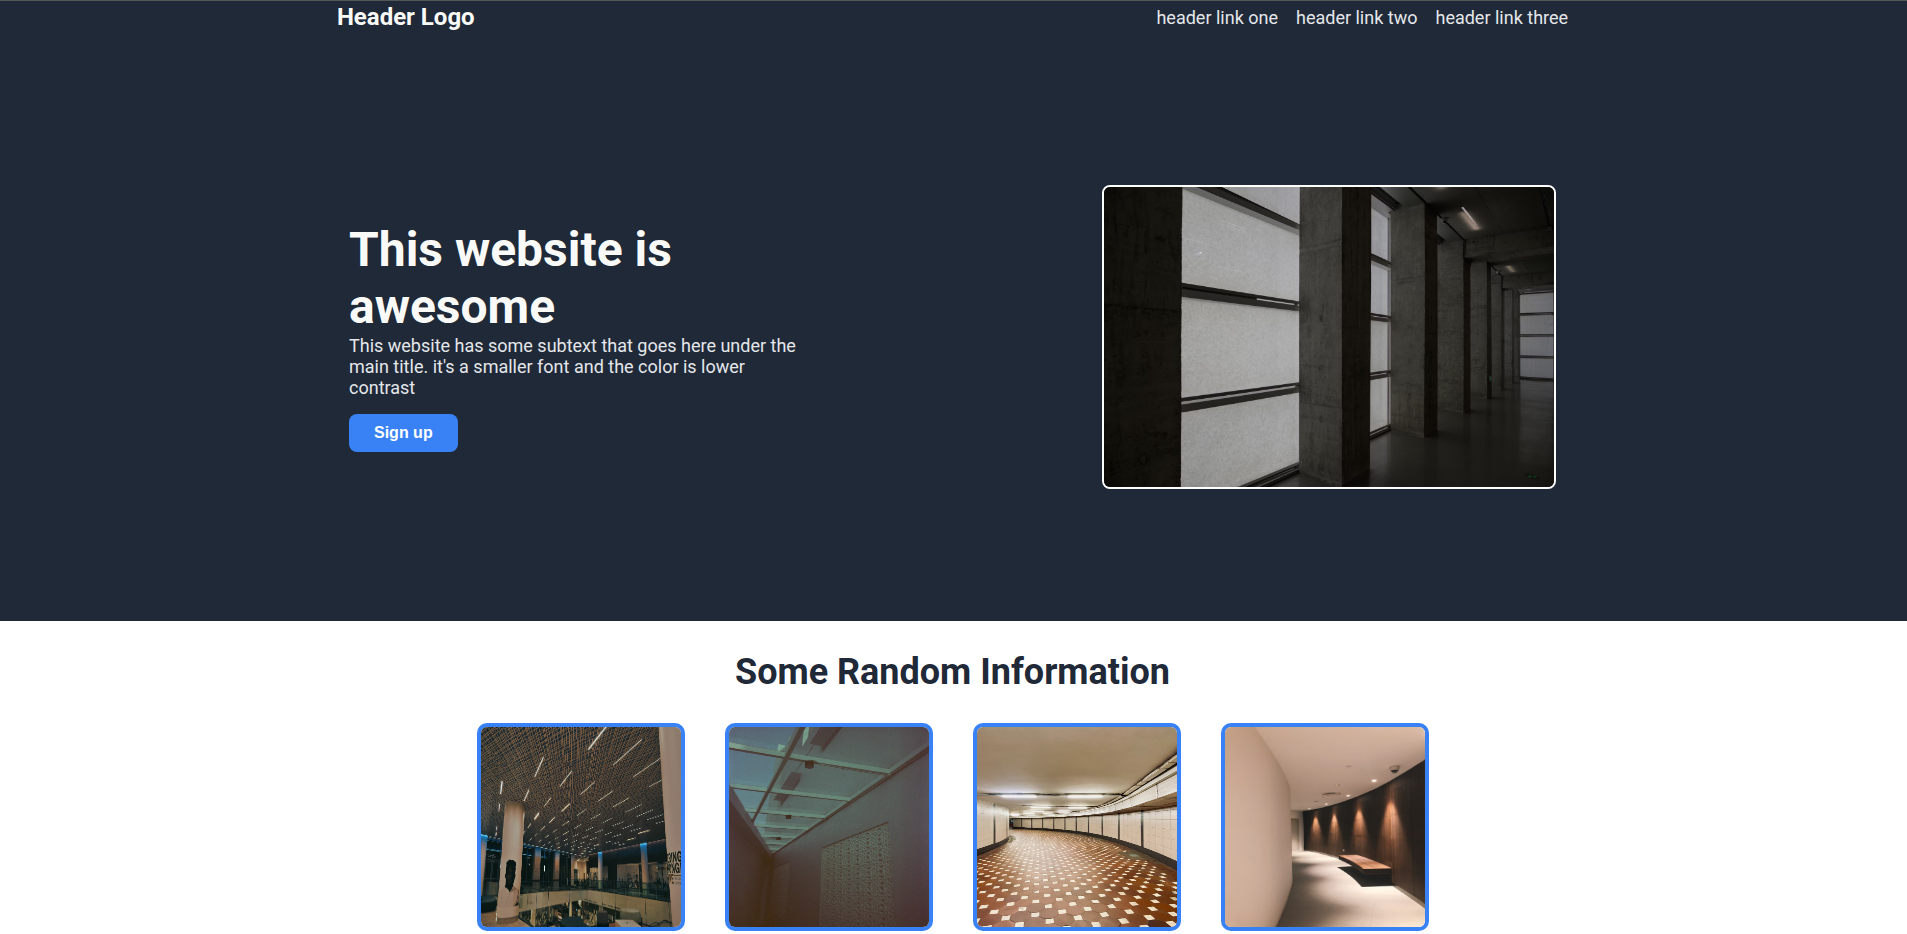 Header Logo
header link one header link two header link three
This website is
awesome
This website has some subtext that goes here under the
main title. it's a smaller font and the color is lower
contrast
Sign up
Some Random Information